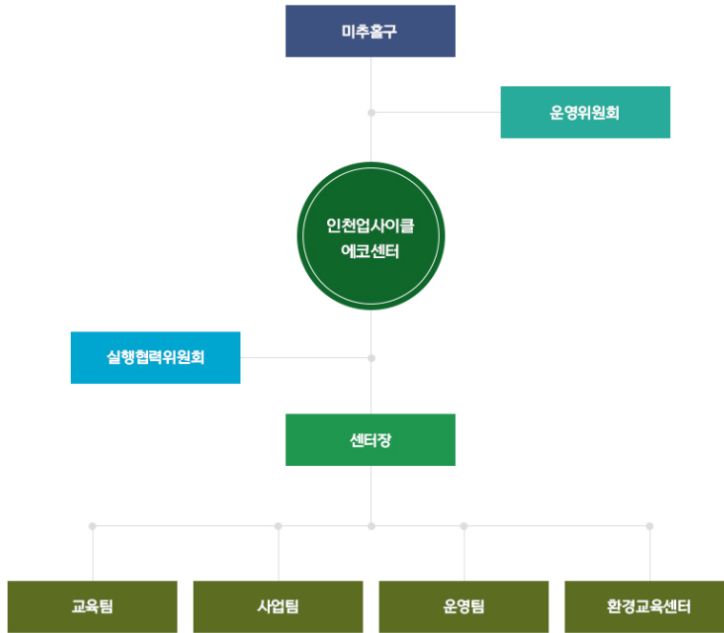 미추홀구
운영위원회
인천업사이클
에코센터
실행협력위원회
센터장
교육팀
사업팀
운영팀
환경교육센터